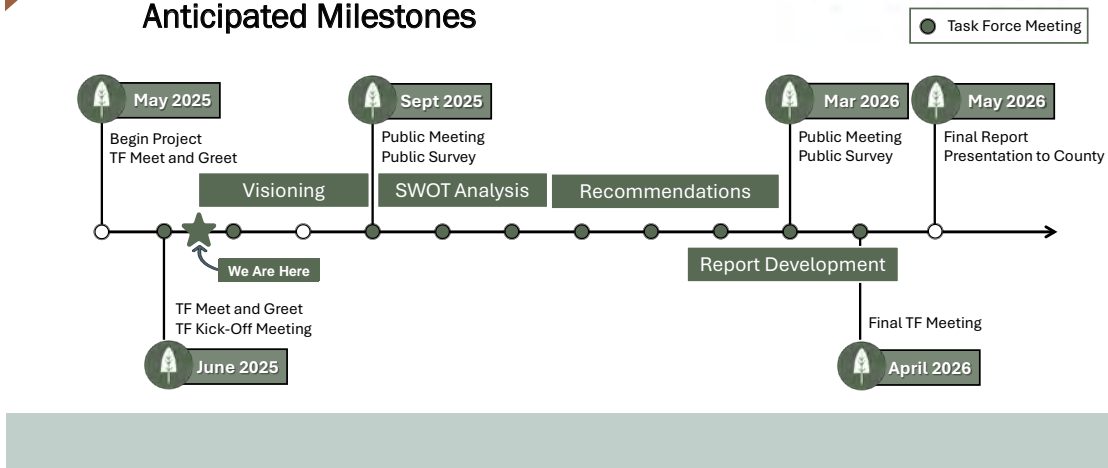 Anticipated Milestones
Task Force Meeting
May 2025
Begin Project
TF Meet and Greet
Sept 2025
Public Meeting
Public Survey
Mar 2026
Public Meeting
Public Survey
May 2026
Final Report
Presentation to County
Visioning
SWOT Analysis
Recommendations
We Are Here
Report Development
TF Meet and Greet
TF Kick-Off Meeting
June 2025
Final TF Meeting
April 2026